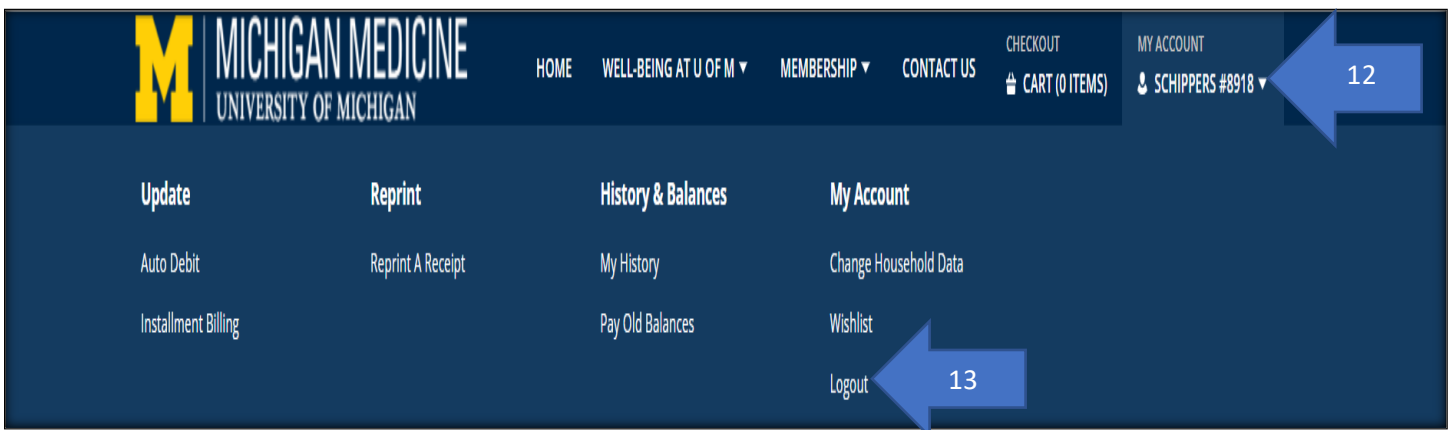 MICHIGAN MEDICINE
UNIVERSITY OF MICHIGAN
HOME
WELL-BEING AT U OF M ▾
MEMBERSHIP ▾
CONTACT US
CHECKOUT
CART (0 ITEMS)
MY ACCOUNT
SCHIPPERS #8918 ▾
12
Update
Auto Debit
Installment Billing
Reprint
Reprint A Receipt
History & Balances
My History
Pay Old Balances
My Account
Change Household Data
Wishlist
Logout
13